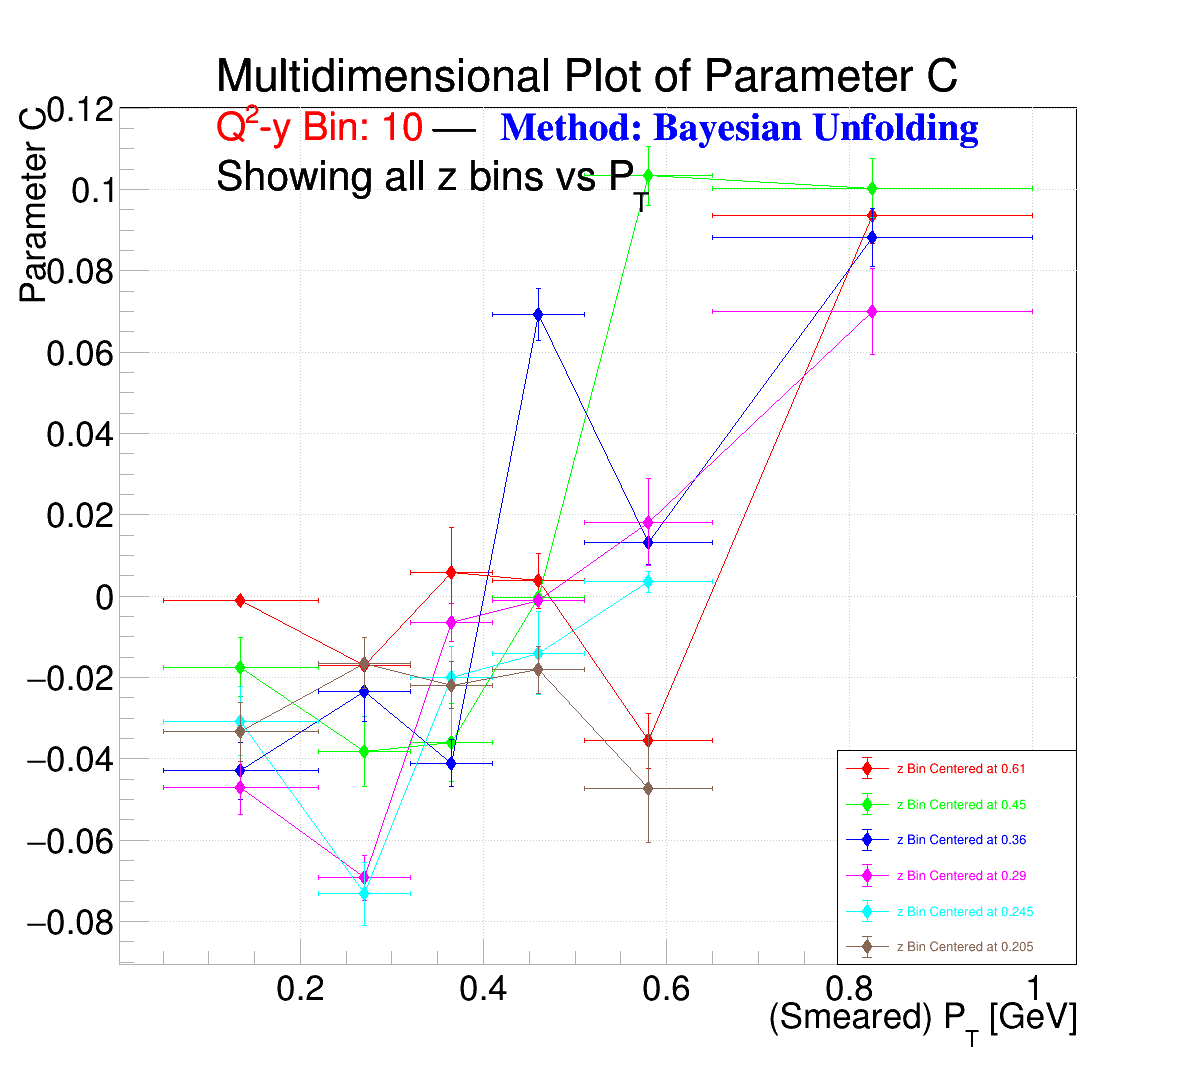 Multidimensional Plot of Parameter C
Q²-y Bin: 10 — Method: Bayesian Unfolding
Showing all z bins vs P_T
Parameter C
0.12
0.1
0.08
0.06
0.04
0.02
0
−0.02
−0.04
−0.06
−0.08
z Bin Centered at 0.61
z Bin Centered at 0.45
z Bin Centered at 0.36
z Bin Centered at 0.29
z Bin Centered at 0.245
z Bin Centered at 0.205
0.2 0.4 0.6 0.8 1
(Smeared) P_T [GeV]